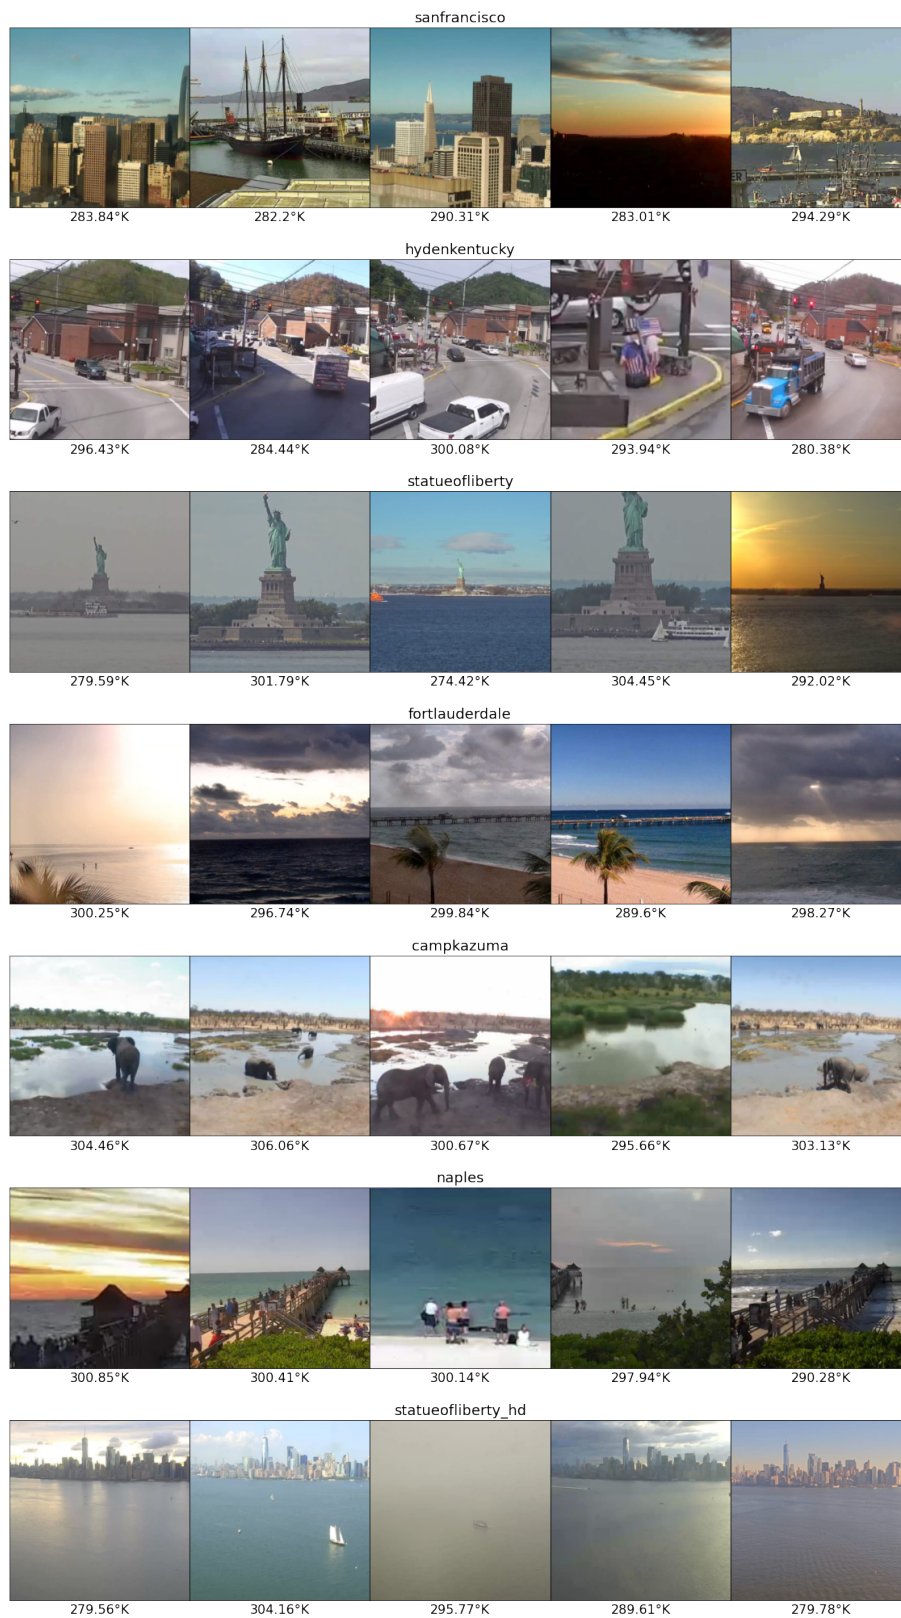 sanfrancisco
283.84°K 282.2°K 290.31°K 283.01°K 294.29°K
ER
hydenkentucky
296.43°K 284.44°K 300.08°K 293.94°K 280.38°K
statueofliberty
279.59°K 301.79°K 274.42°K 304.45°K 292.02°K
fortlauderdale
300.25°K 296.74°K 299.84°K 289.6°K 298.27°K
campkazuma
304.46°K 306.06°K 300.67°K 295.66°K 303.13°K
naples
300.85°K 300.41°K 300.14°K 297.94°K 290.28°K
statueofliberty_hd
279.56°K 304.16°K 295.77°K 289.61°K 279.78°K